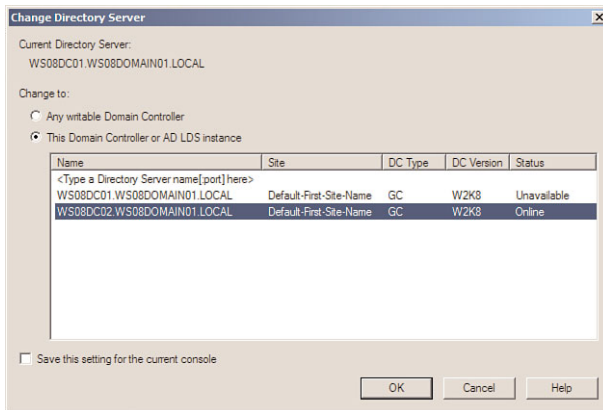 Change Directory Server
Current Directory Server:
WS08DC01.WS08DOMAIN01.LOCAL
Change to:
Any writable Domain Controller
This Domain Controller or AD LDS instance
Name Site DC Type DC Version Status
<Type a Directory Server name[:port] here>
WS08DC01.WS08DOMAIN01.LOCAL Default-First-Site-Name GC W2K8 Unavailable
WS08DC02.WS08DOMAIN01.LOCAL Default-First-Site-Name GC W2K8 Online
Save this setting for the current console
OK Cancel Help